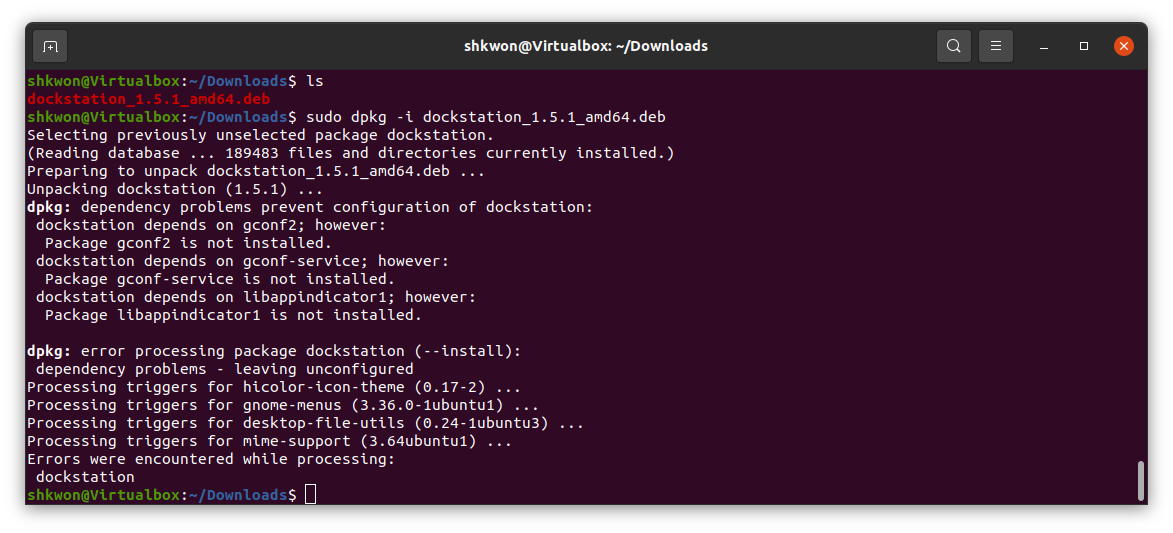 shkwon@Virtualbox: ~/Downloads
shkwon@Virtualbox:~/Downloads$ ls
dockstation_1.5.1_amd64.deb
shkwon@Virtualbox:~/Downloads$ sudo dpkg -i dockstation_1.5.1_amd64.deb
Selecting previously unselected package dockstation.
(Reading database ... 189483 files and directories currently installed.)
Preparing to unpack dockstation_1.5.1_amd64.deb ...
Unpacking dockstation (1.5.1) ...
dpkg: dependency problems prevent configuration of dockstation:
 dockstation depends on gconf2; however:
  Package gconf2 is not installed.
 dockstation depends on gconf-service; however:
  Package gconf-service is not installed.
 dockstation depends on libappindicator1; however:
  Package libappindicator1 is not installed.

dpkg: error processing package dockstation (--install):
 dependency problems - leaving unconfigured
Processing triggers for hicolor-icon-theme (0.17-2) ...
Processing triggers for gnome-menus (3.36.0-1ubuntu1) ...
Processing triggers for desktop-file-utils (0.24-1ubuntu3) ...
Processing triggers for mime-support (3.64ubuntu1) ...
Errors were encountered while processing:
 dockstation
shkwon@Virtualbox:~/Downloads$